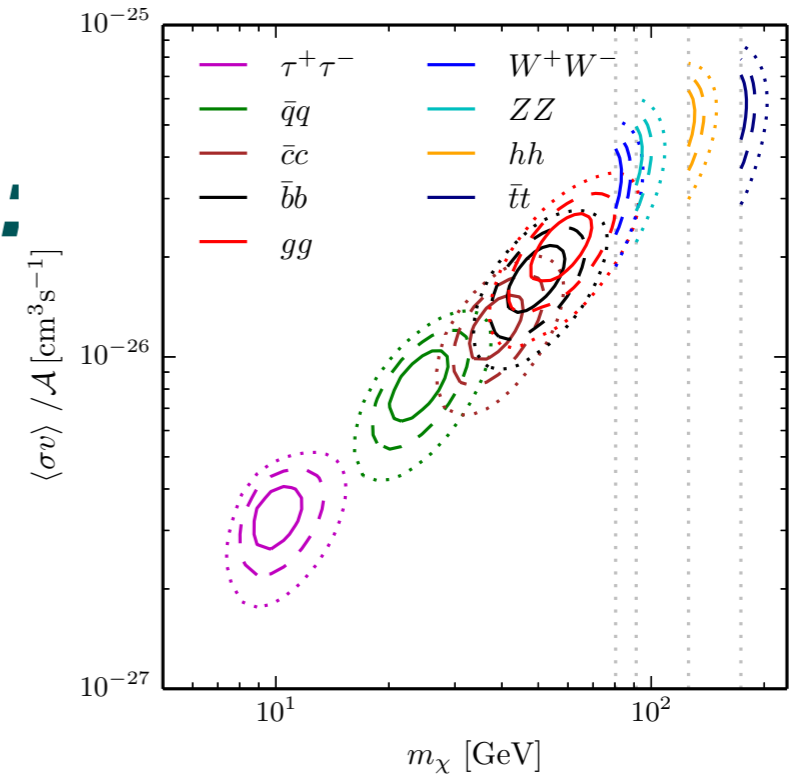 10⁻²⁵
τ⁺τ⁻
q̄q
c̄c
b̄b
gg
W⁺W⁻
ZZ
hh
t̄t
⟨σv⟩ / 𝒜 [cm³s⁻¹]
10⁻²⁶
10⁻²⁷
10¹
10²
m_χ [GeV]